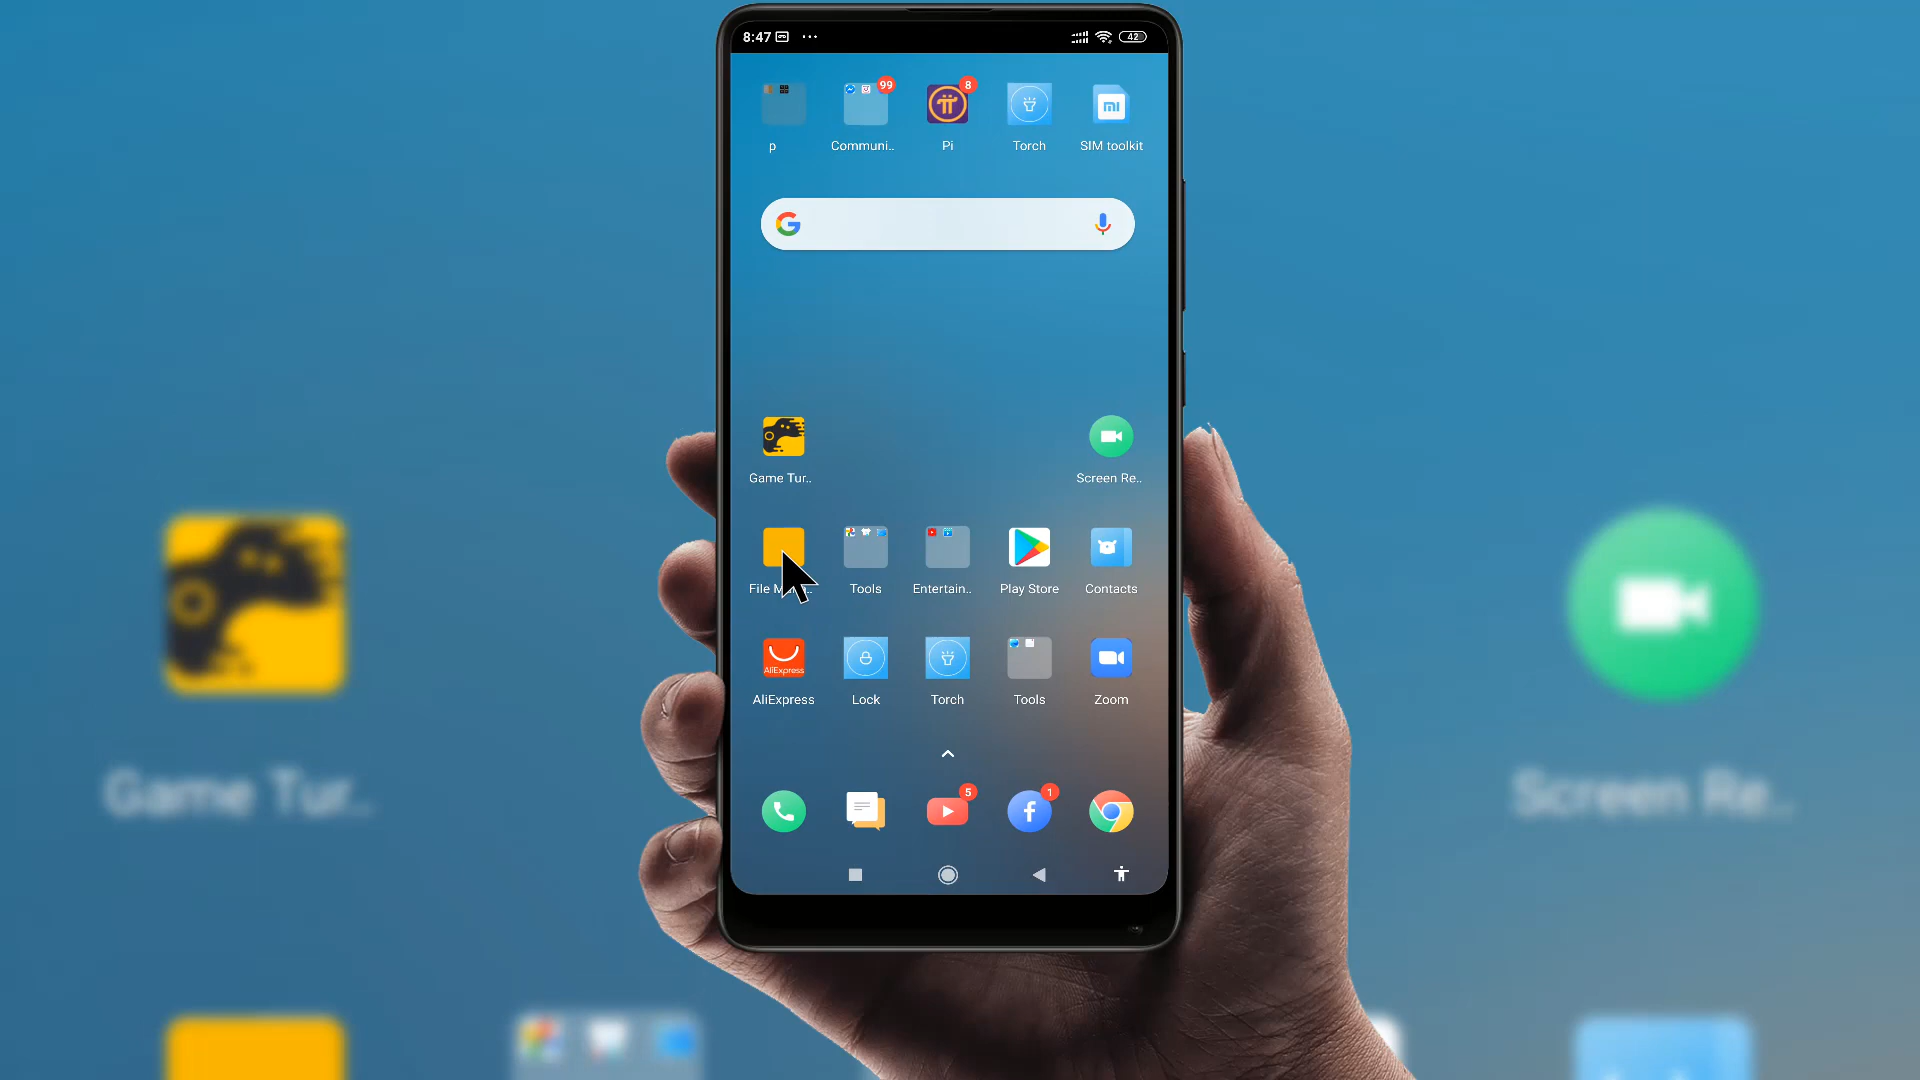 8:47
42
99
8
p
Communi..
Pi
Torch
SIM toolkit
Game Tur..
Screen Re..
File M
Tools
Entertain..
Play Store
Contacts
AliExpress
AliExpress
Lock
Torch
Tools
Zoom
5
1
Game Tur..
Screen Re..